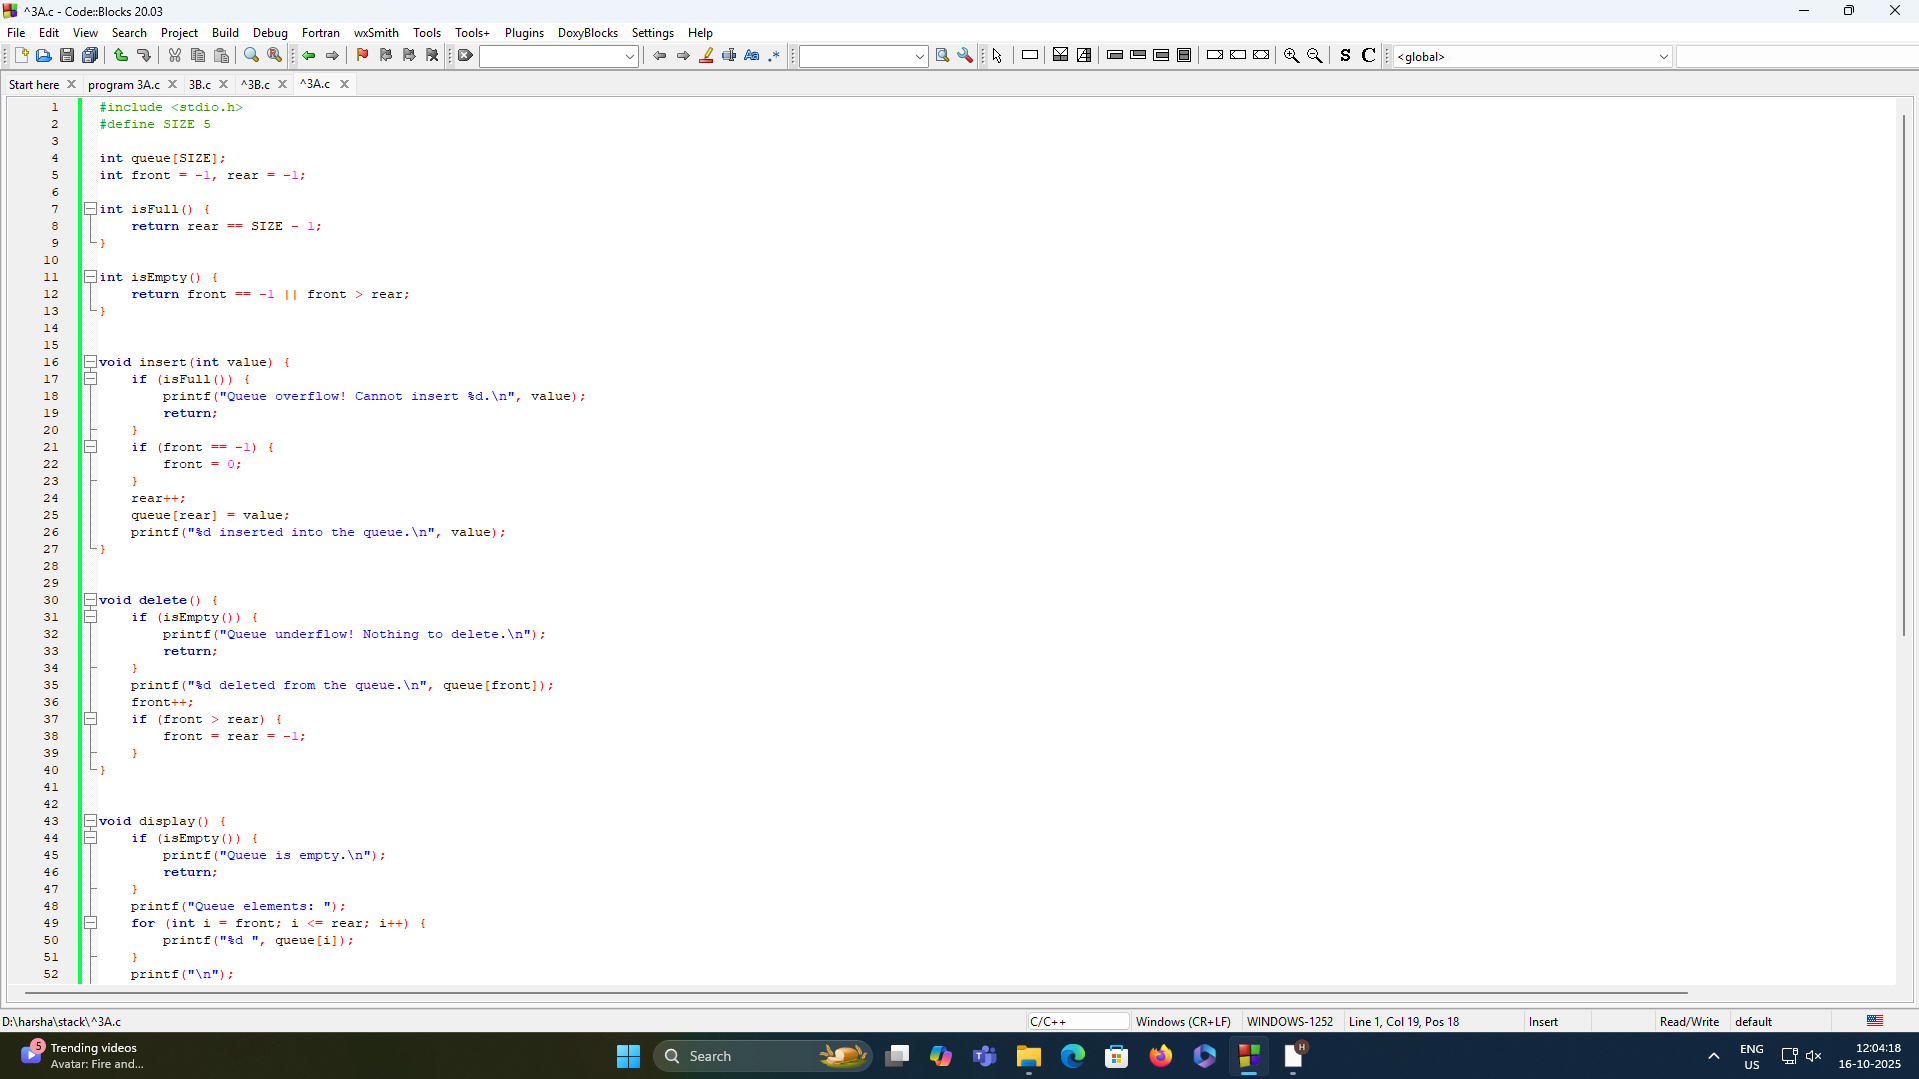 ^3A.c - Code::Blocks 20.03
File Edit View Search Project Build Debug Fortran wxSmith Tools Tools+ Plugins DoxyBlocks Settings Help
<global>
Start here program 3A.c 3B.c ^3B.c ^3A.c
1 #include <stdio.h>
2 #define SIZE 5
3
4 int queue[SIZE];
5 int front = -1, rear = -1;
6
7 int isFull() {
8 return rear == SIZE - 1;
9 }
10
11 int isEmpty() {
12 return front == -1 || front > rear;
13 }
14
15
16 void insert(int value) {
17 if (isFull()) {
18 printf("Queue overflow! Cannot insert %d.\n", value);
19 return;
20 }
21 if (front == -1) {
22 front = 0;
23 }
24 rear++;
25 queue[rear] = value;
26 printf("%d inserted into the queue.\n", value);
27 }
28
29
30 void delete() {
31 if (isEmpty()) {
32 printf("Queue underflow! Nothing to delete.\n");
33 return;
34 }
35 printf("%d deleted from the queue.\n", queue[front]);
36 front++;
37 if (front > rear) {
38 front = rear = -1;
39 }
40 }
41
42
43 void display() {
44 if (isEmpty()) {
45 printf("Queue is empty.\n");
46 return;
47 }
48 printf("Queue elements: ");
49 for (int i = front; i <= rear; i++) {
50 printf("%d ", queue[i]);
51 }
52 printf("\n");
D:\harsha\stack\^3A.c C/C++ Windows (CR+LF) WINDOWS-1252 Line 1, Col 19, Pos 18 Insert Read/Write default
5 Trending videos
Avatar: Fire and...
Search
H
ENG
US
12:04:18
16-10-2025